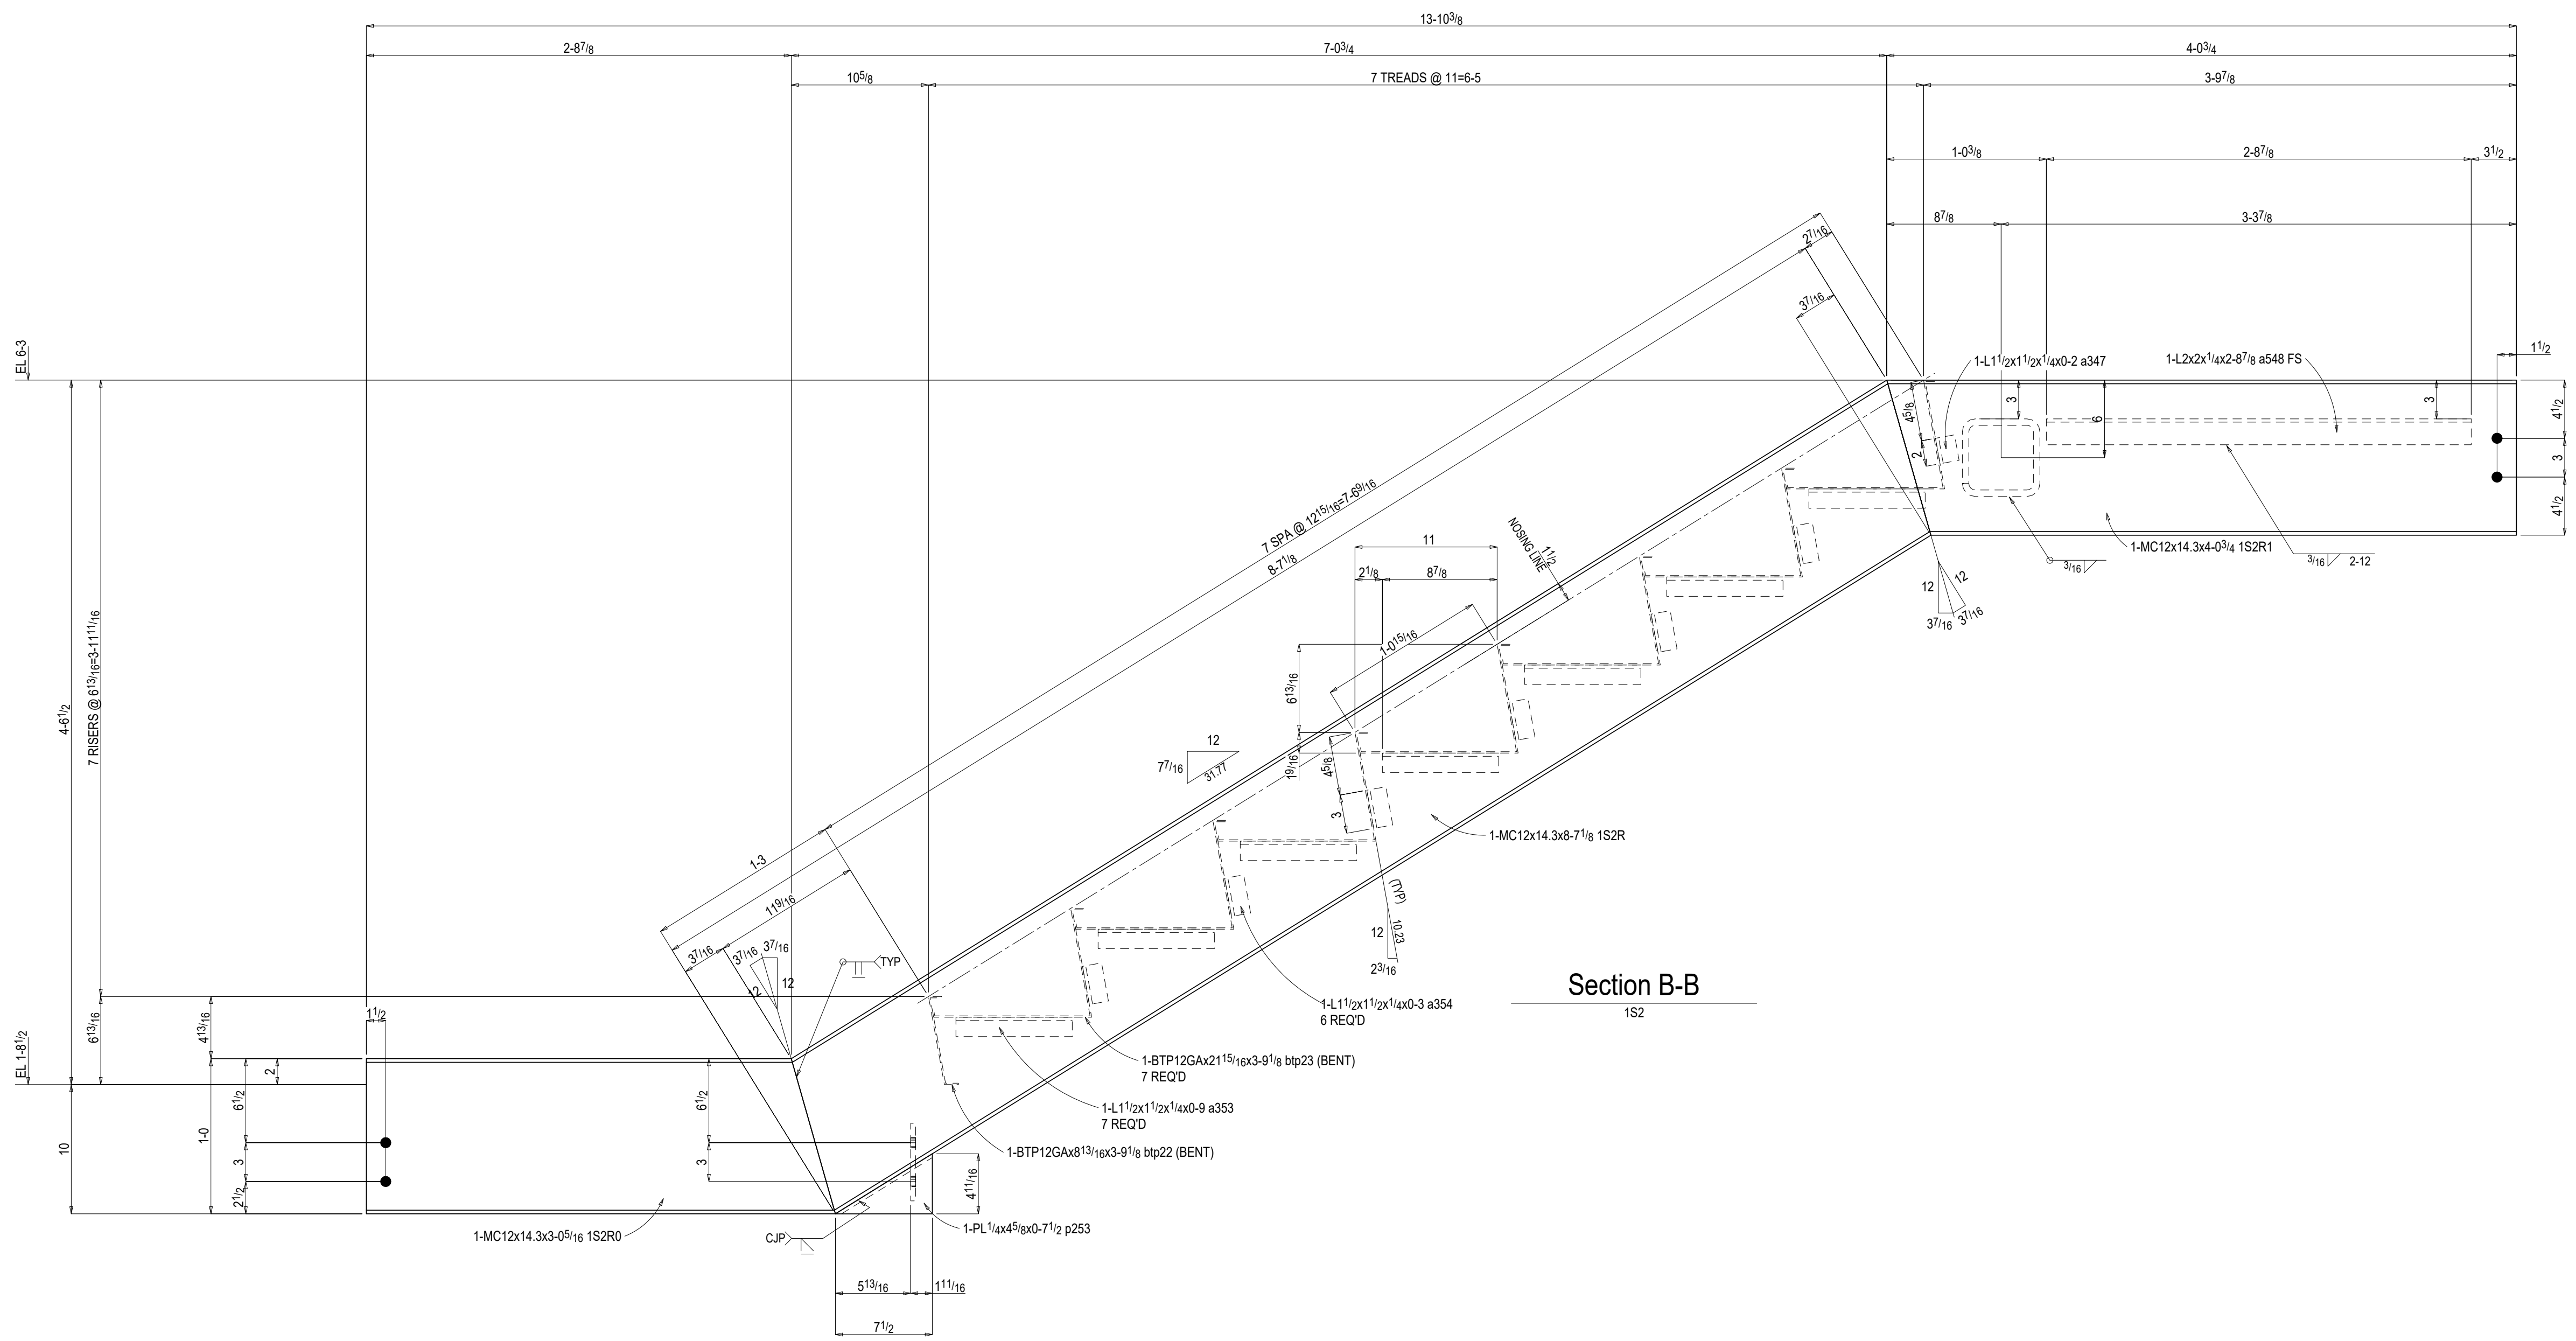 13-10 3/8
2-8 7/8
7-0 3/4
4-0 3/4
10 5/8
7 TREADS @ 11=6-5
3-9 7/8
1-0 3/8
2-8 7/8
3 1/2
8 7/8
3-3 7/8
2 7/16
3 7/16
EL 6-3
1-L1 1/2x1 1/2x1/4x0-2 a347
1-L2x2x1/4x2-8 7/8 a548 FS
1 1/2
4 5/8
2
3
6
3
4 1/2
3
4 1/2
7 SPA @ 12 15/16=7-6 9/16
8-7 1/8
NOSING LINE
1 1/2
11
2 1/8
8 7/8
1-MC12x14.3x4-0 3/4 1S2R1
3/16
3/16
2-12
12
12
3 7/16
3 7/16
1-0 15/16
6 13/16
1 9/16
4 5/8
3
12
7 7/16
31.77
4-6 1/2
7 RISERS @ 6 13/16=3-11 11/16
1-MC12x14.3x8-7 1/8 1S2R
1-3
11 9/16
3 7/16
3 7/16
3 7/16
12
12
TYP
(TYP)
10.23
12
2 3/16
Section B-B
1S2
1-L1 1/2x1 1/2x1/4x0-3 a354
6 REQ'D
6 13/16
4 13/16
1 1/2
EL 1-8 1/2
2
6 1/2
6 1/2
1-BTP12GAx21 15/16x3-9 1/8 btp23 (BENT)
7 REQ'D
1-L1 1/2x1 1/2x1/4x0-9 a353
7 REQ'D
1-BTP12GAx8 13/16x3-9 1/8 btp22 (BENT)
10
1-0
3
2 1/2
3
4 11/16
1-MC12x14.3x3-0 5/16 1S2R0
CJP
1-PL1/4x4 5/8x0-7 1/2 p253
5 13/16
1 11/16
7 1/2